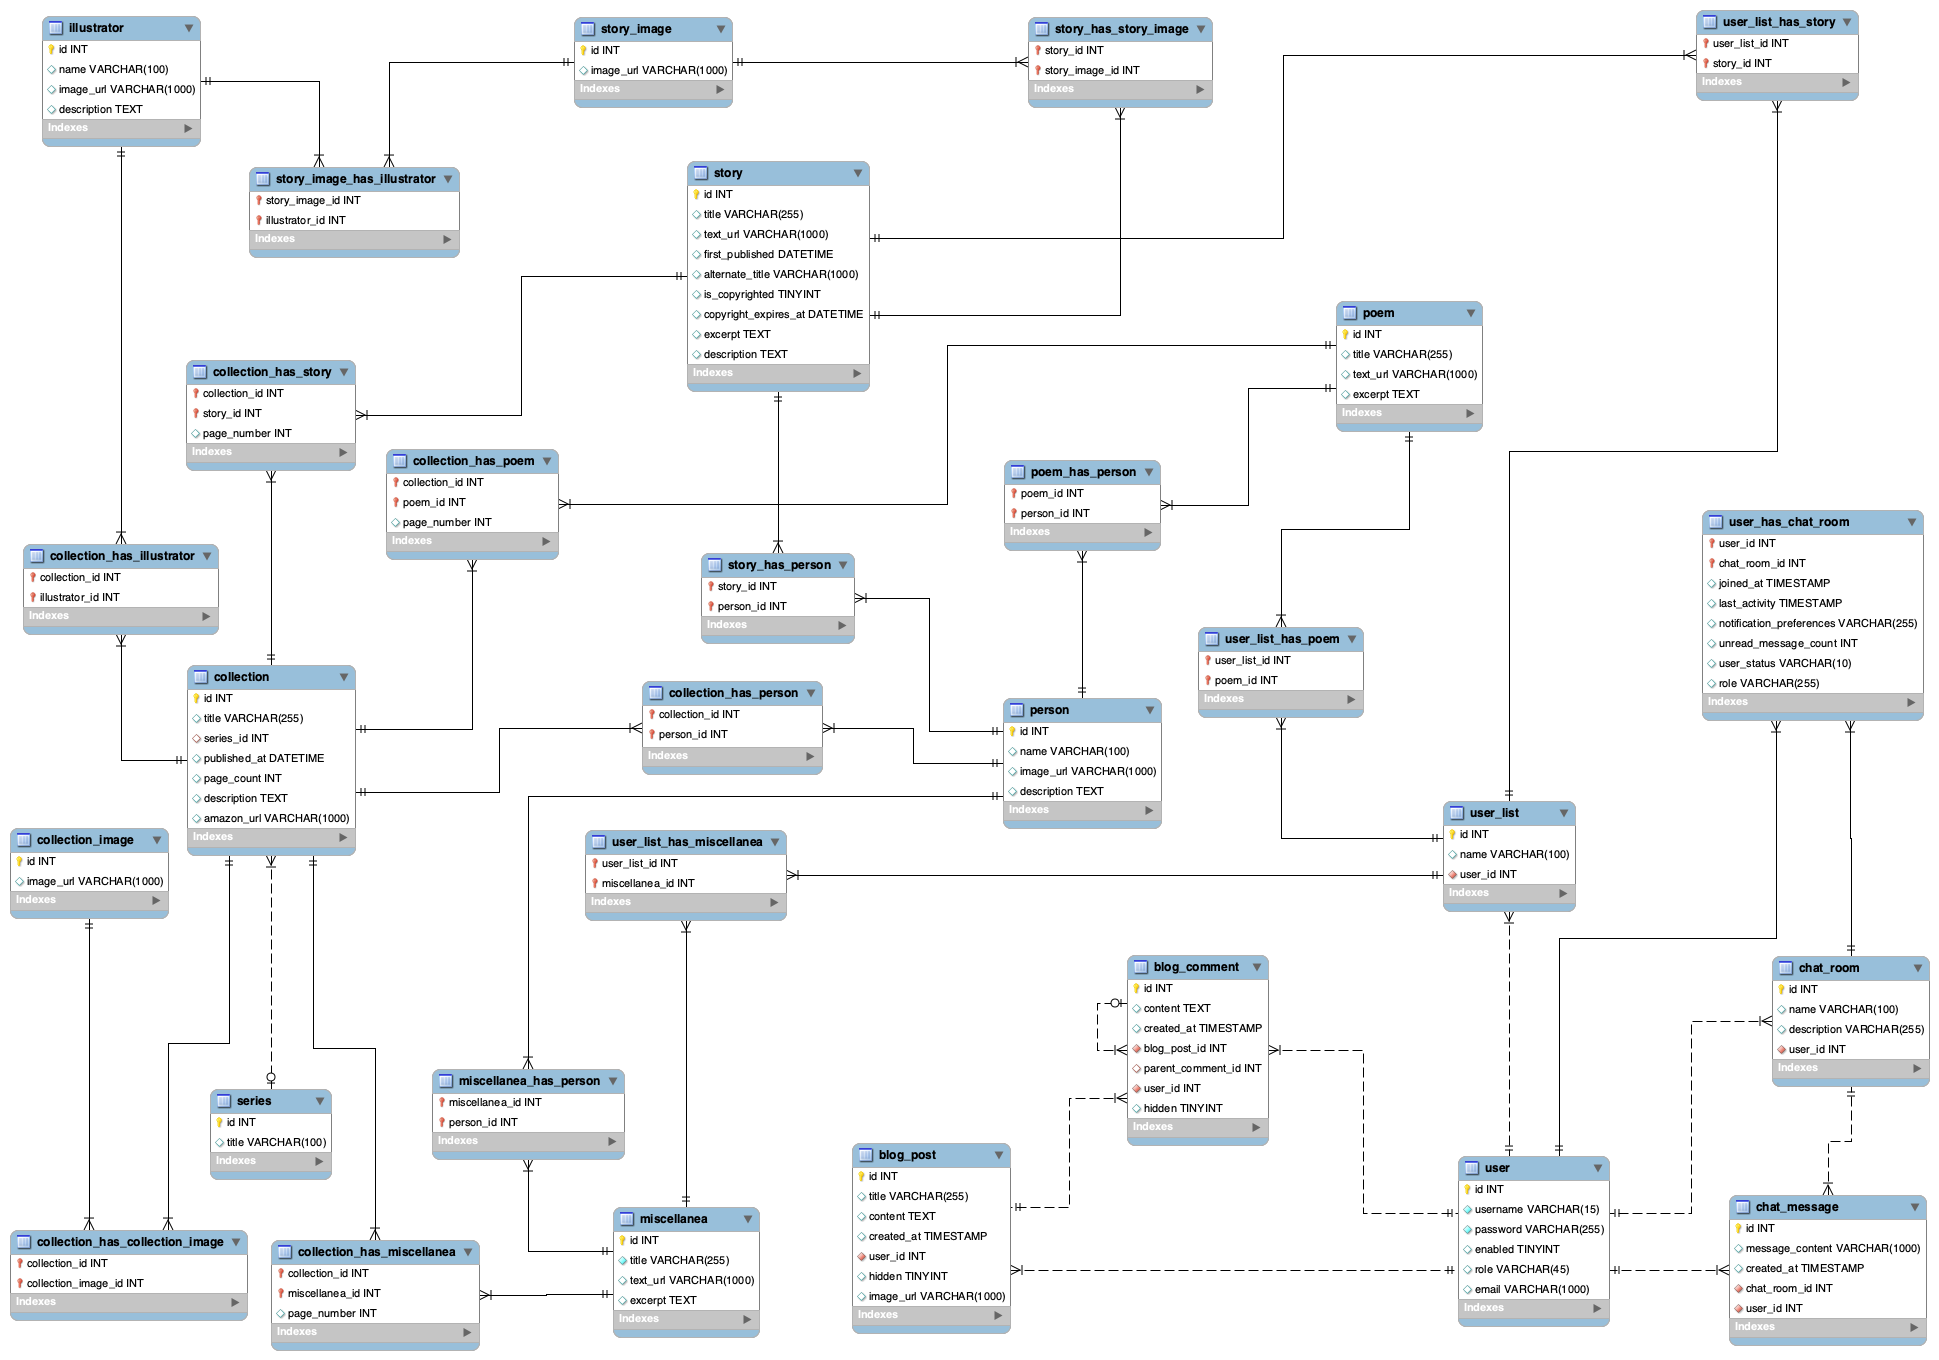 illustrator
id INT
name VARCHAR(100)
image_url VARCHAR(1000)
description TEXT
Indexes
story_image
id INT
image_url VARCHAR(1000)
Indexes
story_has_story_image
story_id INT
story_image_id INT
Indexes
user_list_has_story
user_list_id INT
story_id INT
Indexes
story_image_has_illustrator
story_image_id INT
illustrator_id INT
Indexes
story
id INT
title VARCHAR(255)
text_url VARCHAR(1000)
first_published DATETIME
alternate_title VARCHAR(1000)
is_copyrighted TINYINT
copyright_expires_at DATETIME
excerpt TEXT
description TEXT
Indexes
poem
id INT
title VARCHAR(255)
text_url VARCHAR(1000)
excerpt TEXT
Indexes
collection_has_story
collection_id INT
story_id INT
page_number INT
Indexes
collection_has_poem
collection_id INT
poem_id INT
page_number INT
Indexes
poem_has_person
poem_id INT
person_id INT
Indexes
user_has_chat_room
user_id INT
chat_room_id INT
joined_at TIMESTAMP
last_activity TIMESTAMP
notification_preferences VARCHAR(255)
unread_message_count INT
user_status VARCHAR(10)
role VARCHAR(255)
Indexes
collection_has_illustrator
collection_id INT
illustrator_id INT
Indexes
story_has_person
story_id INT
person_id INT
Indexes
user_list_has_poem
user_list_id INT
poem_id INT
Indexes
collection
id INT
title VARCHAR(255)
series_id INT
published_at DATETIME
page_count INT
description TEXT
amazon_url VARCHAR(1000)
Indexes
collection_has_person
collection_id INT
person_id INT
Indexes
person
id INT
name VARCHAR(100)
image_url VARCHAR(1000)
description TEXT
Indexes
user_list
id INT
name VARCHAR(100)
user_id INT
Indexes
collection_image
id INT
image_url VARCHAR(1000)
Indexes
user_list_has_miscellanea
user_list_id INT
miscellanea_id INT
Indexes
blog_comment
id INT
content TEXT
created_at TIMESTAMP
blog_post_id INT
parent_comment_id INT
user_id INT
hidden TINYINT
Indexes
chat_room
id INT
name VARCHAR(100)
description VARCHAR(255)
user_id INT
Indexes
series
id INT
title VARCHAR(100)
Indexes
miscellanea_has_person
miscellanea_id INT
person_id INT
Indexes
blog_post
id INT
title VARCHAR(255)
content TEXT
created_at TIMESTAMP
user_id INT
hidden TINYINT
image_url VARCHAR(1000)
Indexes
user
id INT
username VARCHAR(15)
password VARCHAR(255)
enabled TINYINT
role VARCHAR(45)
email VARCHAR(1000)
Indexes
chat_message
id INT
message_content VARCHAR(1000)
created_at TIMESTAMP
chat_room_id INT
user_id INT
Indexes
collection_has_collection_image
collection_id INT
collection_image_id INT
Indexes
collection_has_miscellanea
collection_id INT
miscellanea_id INT
page_number INT
Indexes
miscellanea
id INT
title VARCHAR(255)
text_url VARCHAR(1000)
excerpt TEXT
Indexes